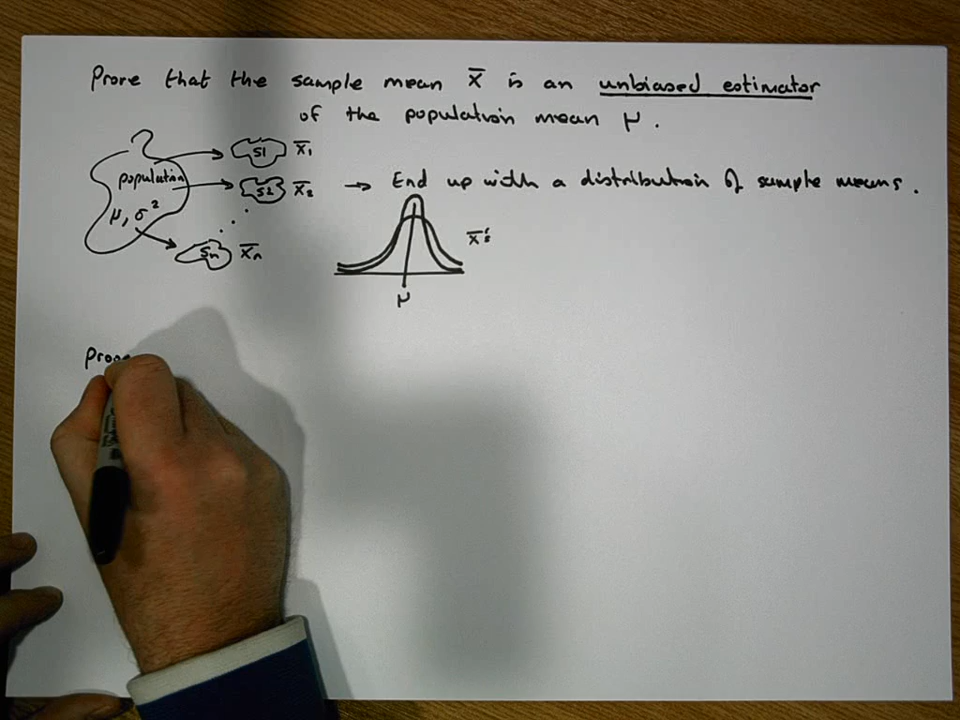 Prove that the sample mean x̄ is an unbiased estimator
of the population mean μ.
S1 x̄1
population
S2 x̄2 → End up with a distribution of sample means.
μ, σ²
x̄'s
Sn x̄n
μ